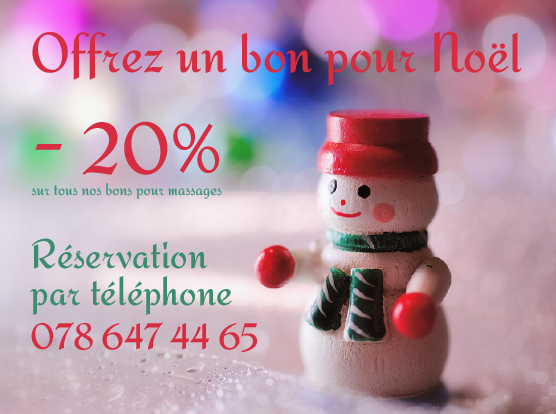 Offrez un bon pour Noël
- 20%
sur tous nos bons pour massages
Réservation
par téléphone
078 647 44 65